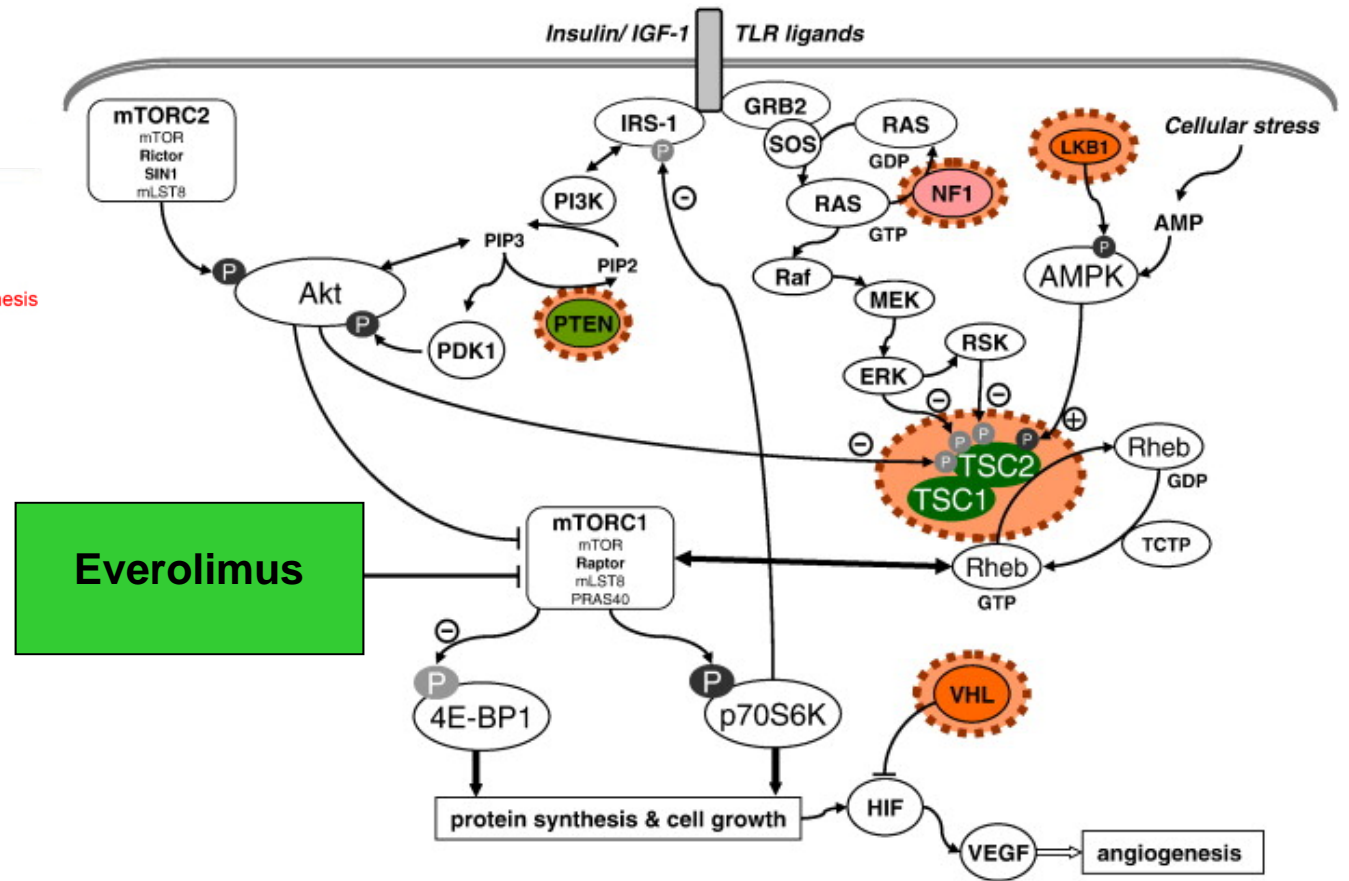 Insulin/ IGF-1
TLR ligands
mTORC2
mTOR
Rictor
SIN1
mLST8
IRS-1
P
GRB2
SOS
RAS
GDP
LKB1
Cellular stress
NF1
RAS
GTP
PI3K
AMP
P
AMPK
PIP3
PIP2
P
Akt
P
Raf
MEK
nesis
PTEN
PDK1
RSK
ERK
P
P
P
P
TSC2
TSC1
Rheb
GDP
TCTP
Rheb
GTP
mTORC1
mTOR
Raptor
mLST8
PRAS40
Everolimus
P
4E-BP1
P
p70S6K
VHL
protein synthesis & cell growth
HIF
VEGF
angiogenesis